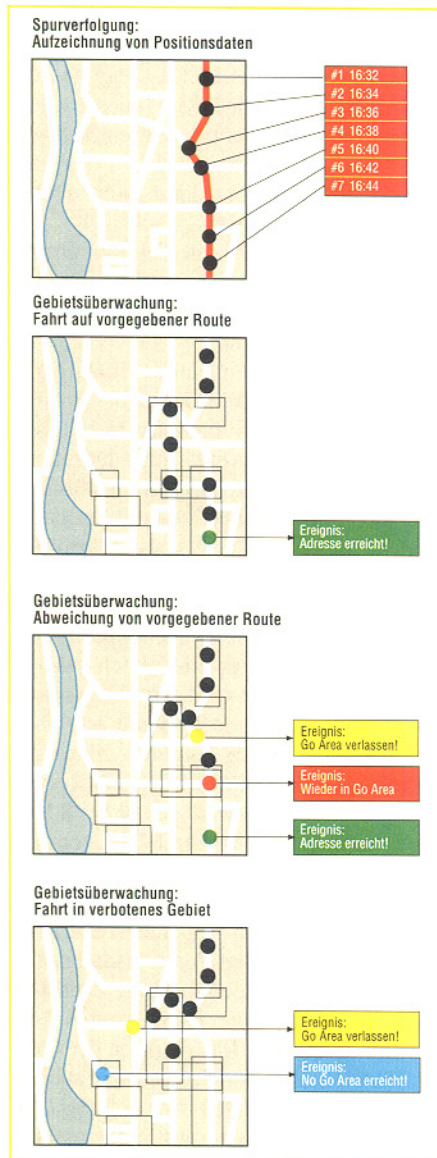 Spurverfolgung:
Aufzeichnung von Positionsdaten
#1 16:32
#2 16:34
#3 16:36
#4 16:38
#5 16:40
#6 16:42
#7 16:44
Gebietsüberwachung:
Fahrt auf vorgegebener Route
Ereignis:
Adresse erreicht!
Gebietsüberwachung:
Abweichung von vorgegebener Route
Ereignis:
Go Area verlassen!
Ereignis:
Wieder in Go Area
Ereignis:
Adresse erreicht!
Gebietsüberwachung:
Fahrt in verbotenes Gebiet
Ereignis:
Go Area verlassen!
Ereignis:
No Go Area erreicht!